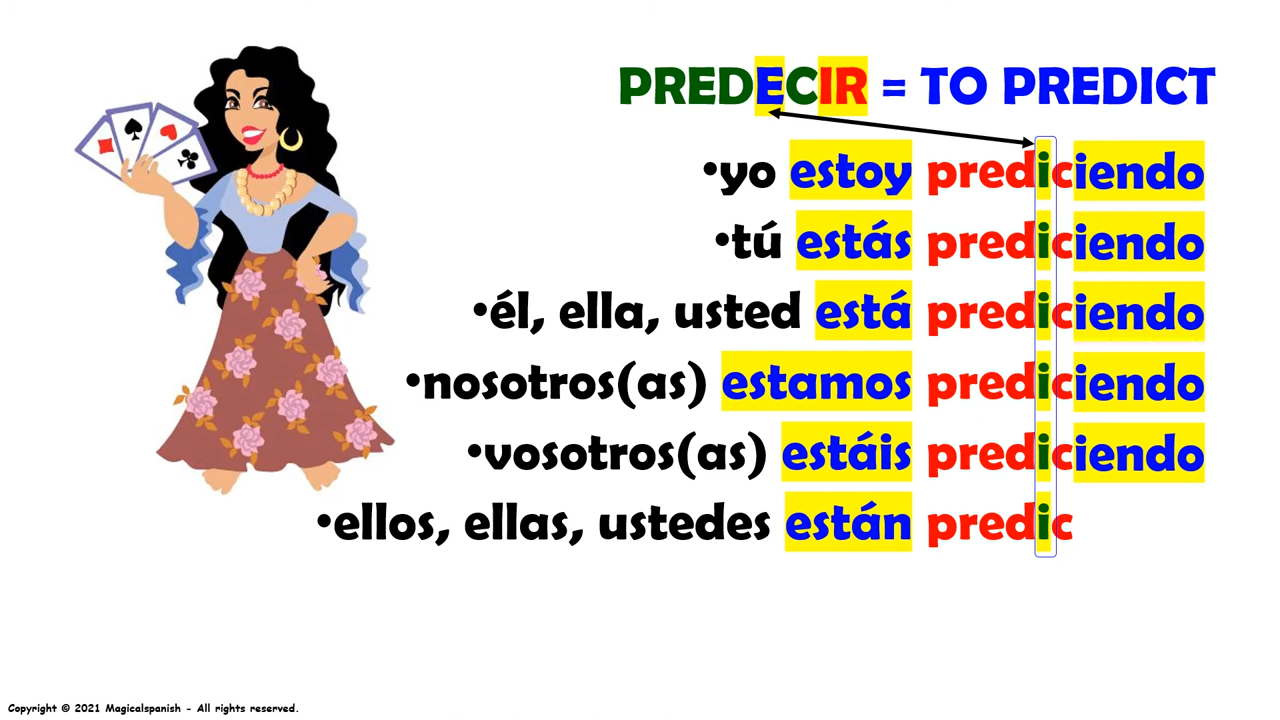 PREDECIR = TO PREDICT
•yo estoy prediciendo
•tú estás prediciendo
•él, ella, usted está prediciendo
•nosotros(as) estamos prediciendo
•vosotros(as) estáis prediciendo
•ellos, ellas, ustedes están predic
Copyright © 2021 Magicalspanish - All rights reserved.